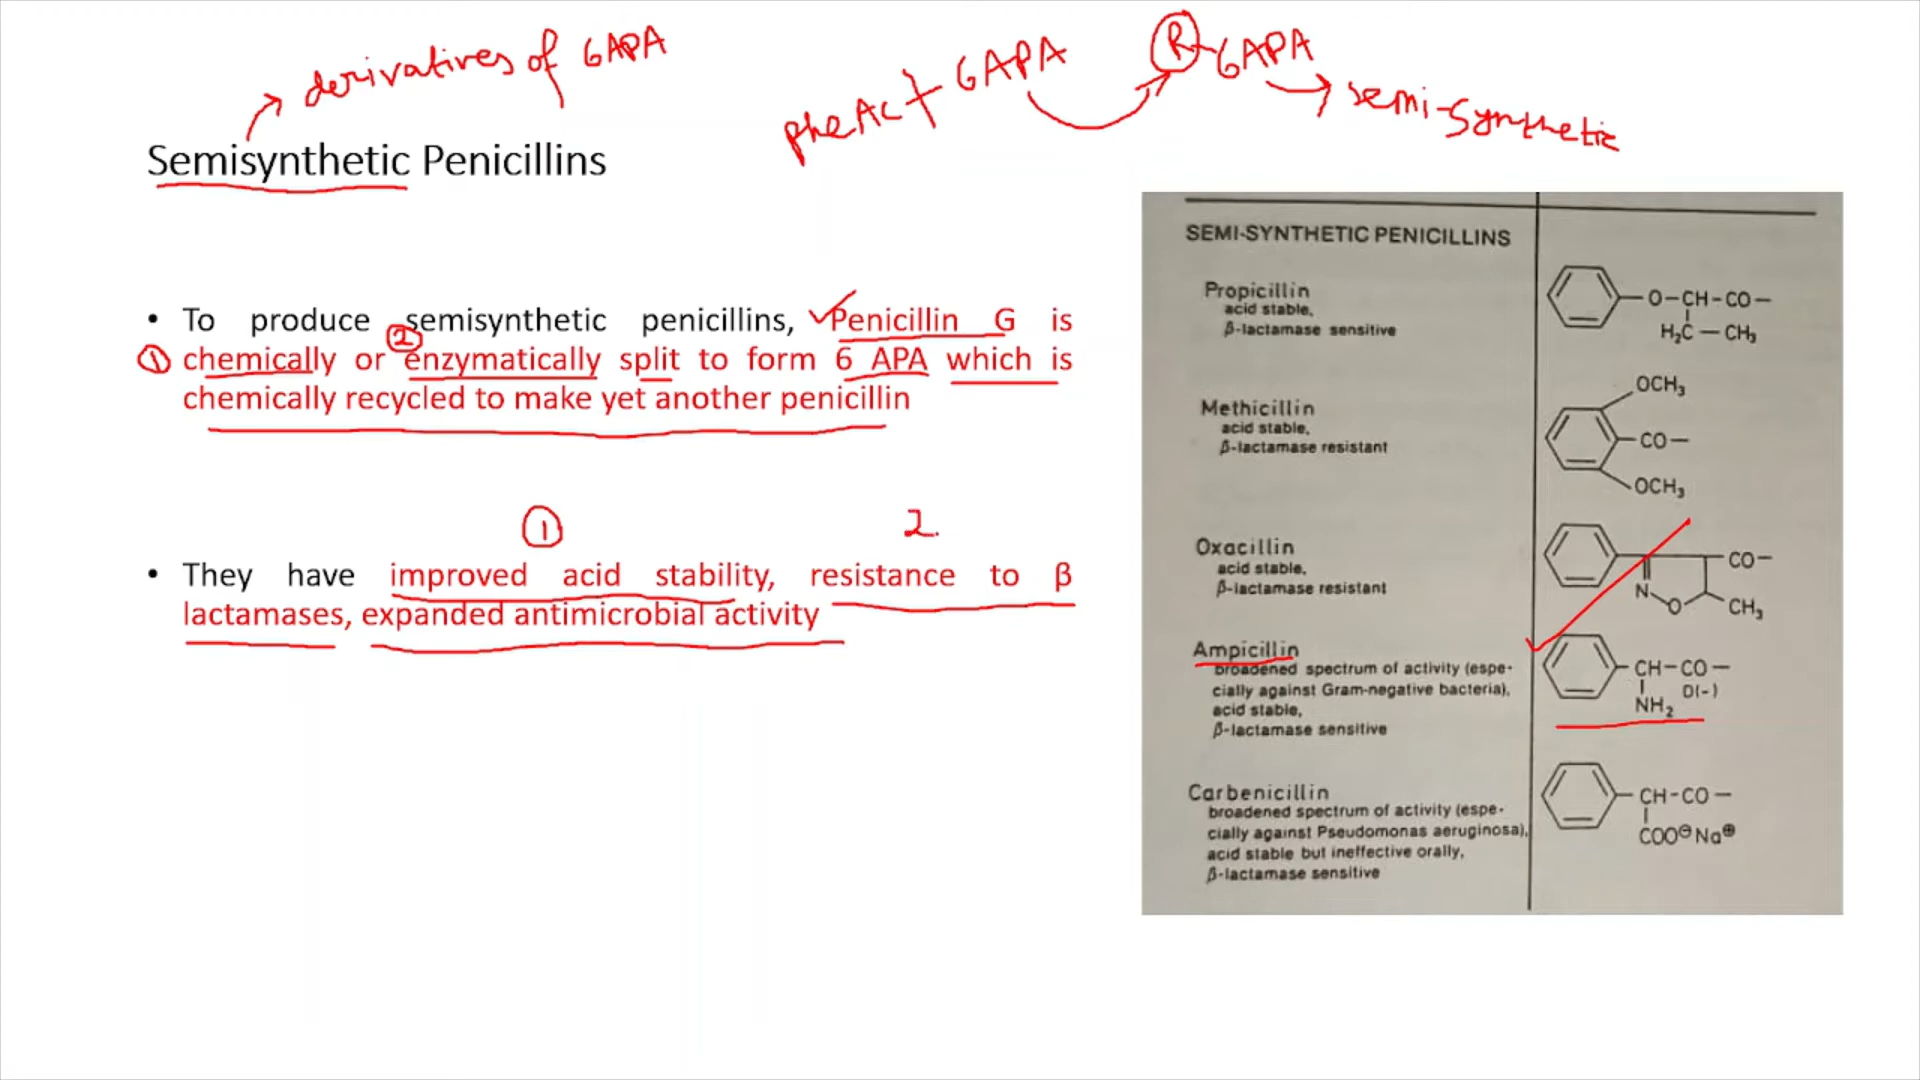 derivatives of 6APA
pheAc + 6APA
R-6APA
semi-synthetic
Semisynthetic Penicillins
• To produce semisynthetic penicillins, Penicillin G is
① chemically or ② enzymatically split to form 6 APA which is
chemically recycled to make yet another penicillin
① 2.
• They have improved acid stability, resistance to β
lactamases, expanded antimicrobial activity
SEMI-SYNTHETIC PENICILLINS
Propicillin
acid stable,
β-lactamase sensitive
O-CH-CO-
H₂C-CH₃
Methicillin
acid stable,
β-lactamase resistant
OCH₃
CO-
OCH₃
Oxacillin
acid stable,
β-lactamase resistant
CO-
N
O
CH₃
Ampicillin
broadened spectrum of activity (espe-
cially against Gram-negative bacteria),
acid stable,
β-lactamase sensitive
CH-CO-
D(-)
NH₂
Carbenicillin
broadened spectrum of activity (espe-
cially against Pseudomonas aeruginosa),
acid stable but ineffective orally,
β-lactamase sensitive
CH-CO-
COO⊖Na⊕